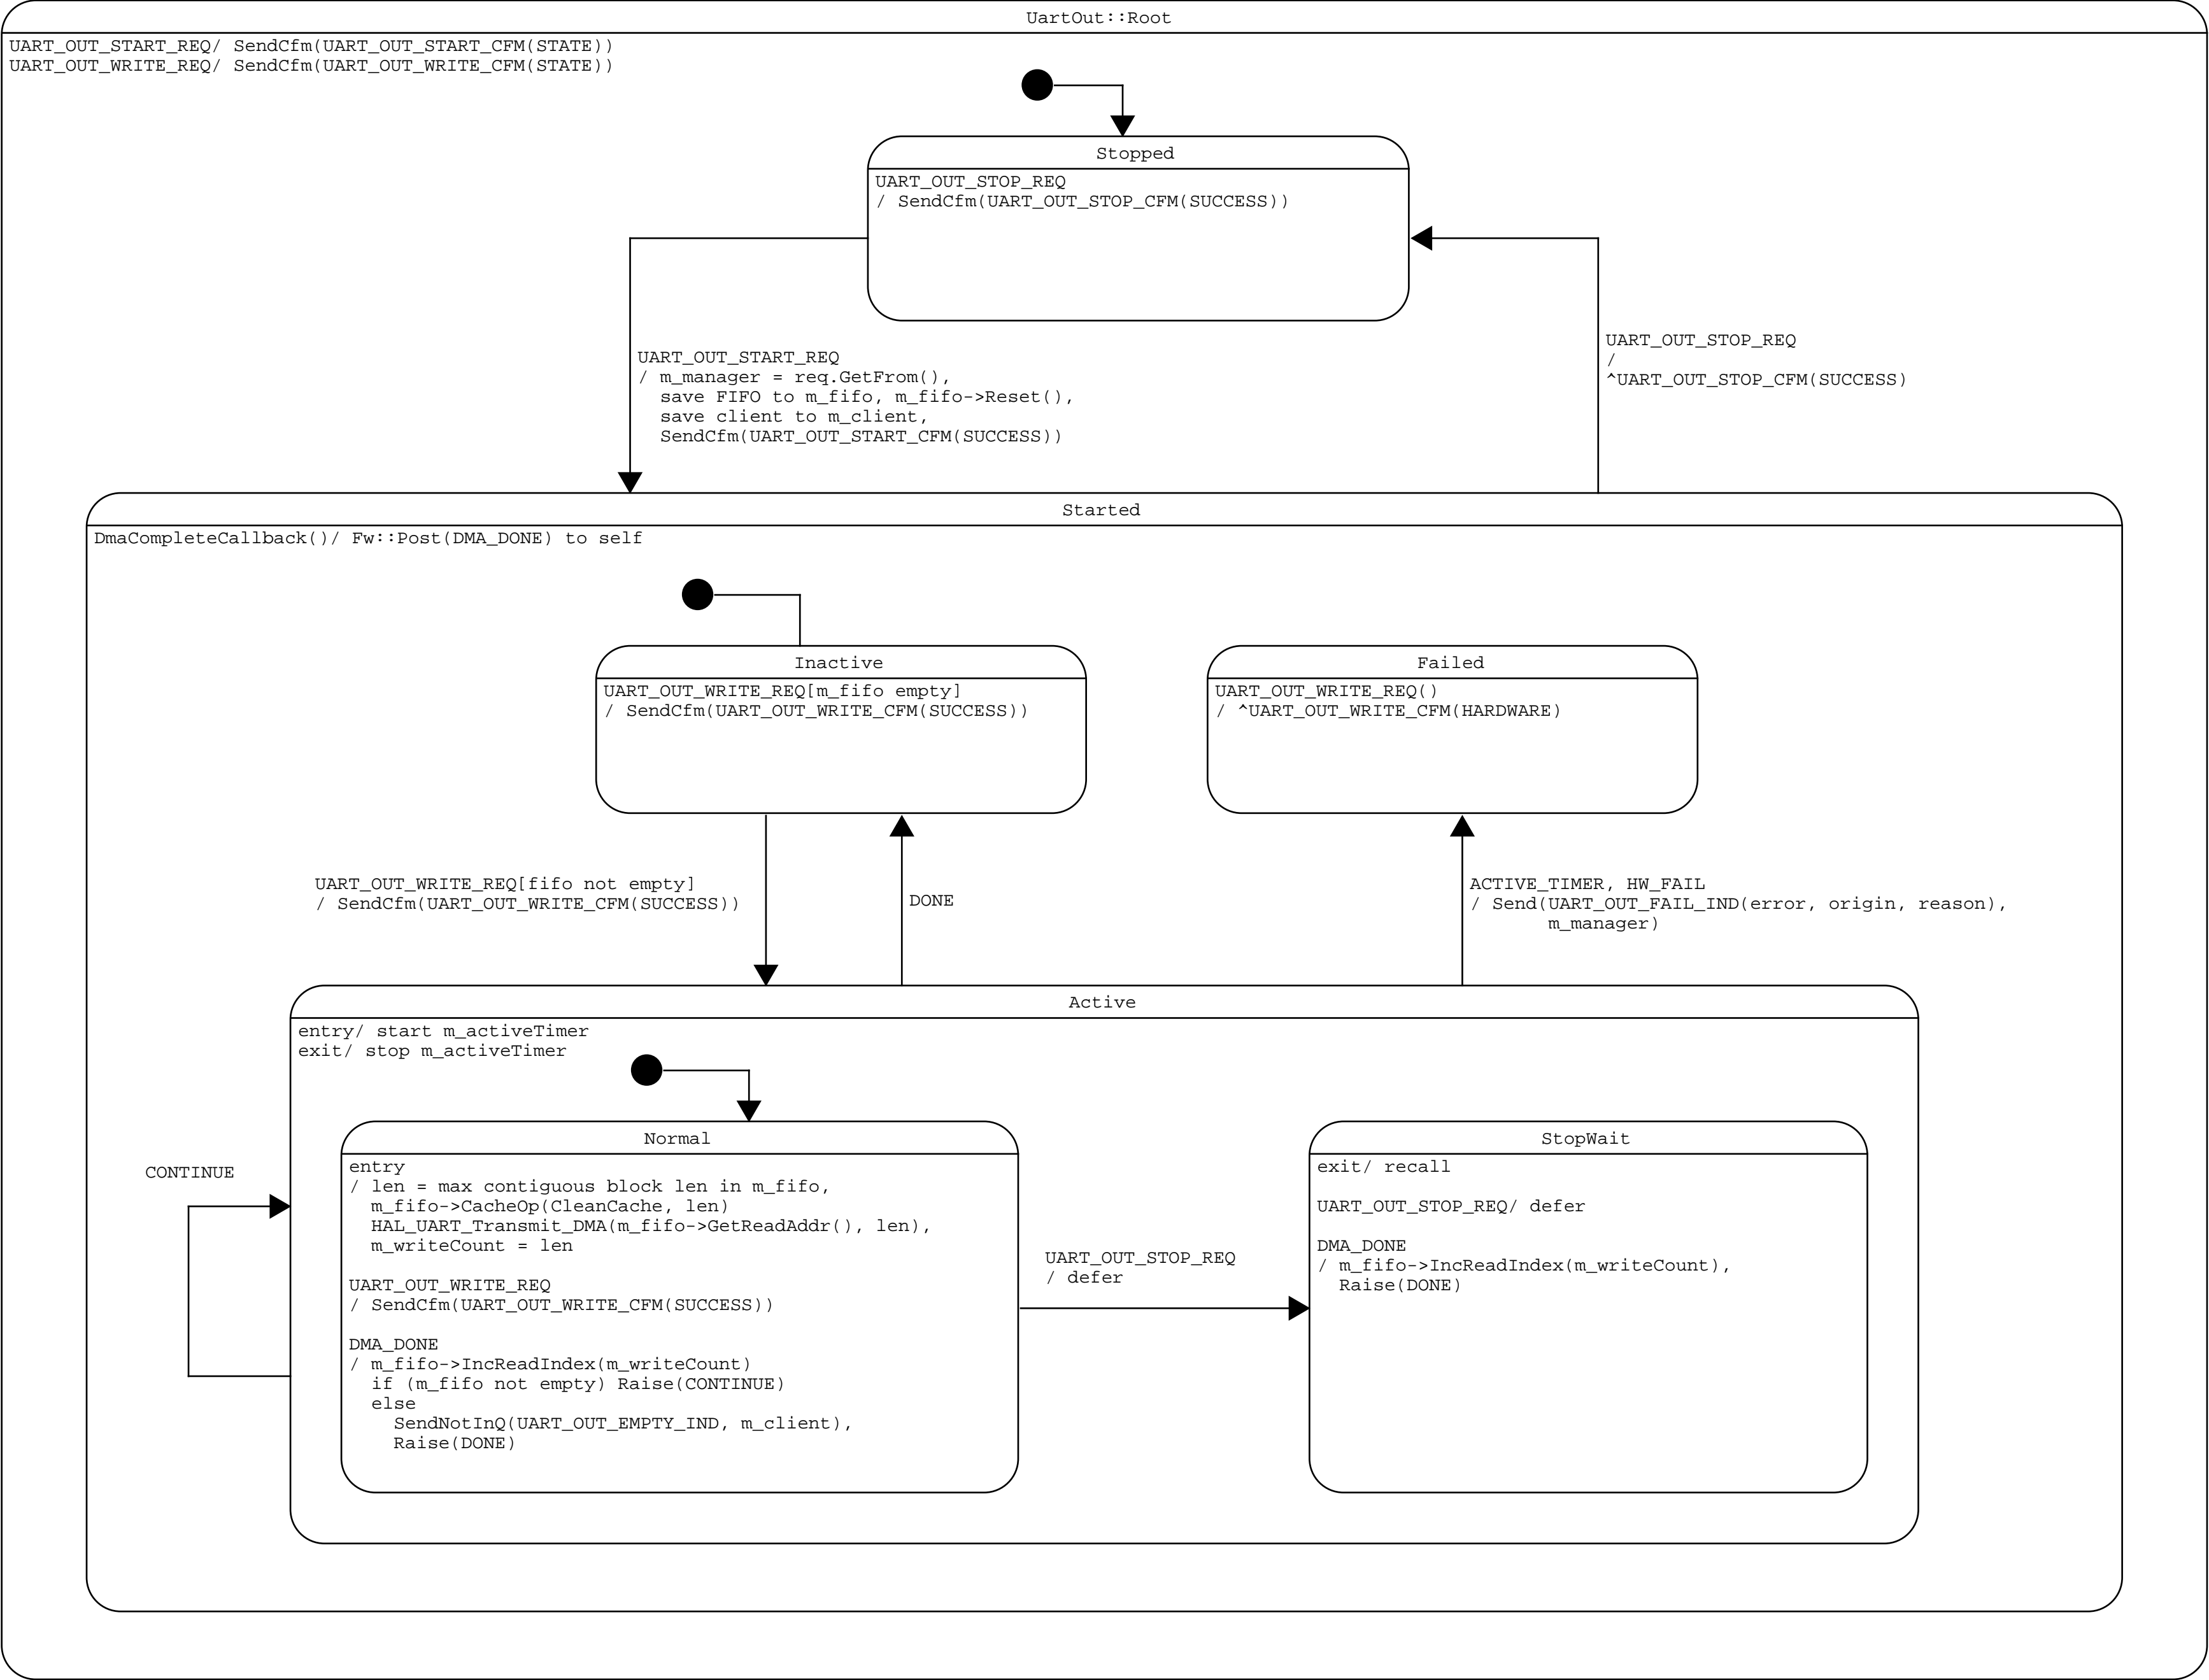 UartOut::Root
UART_OUT_START_REQ/ SendCfm(UART_OUT_START_CFM(STATE))
UART_OUT_WRITE_REQ/ SendCfm(UART_OUT_WRITE_CFM(STATE))
Stopped
UART_OUT_STOP_REQ
/ SendCfm(UART_OUT_STOP_CFM(SUCCESS))
UART_OUT_START_REQ
/ m_manager = req.GetFrom(),
save FIFO to m_fifo, m_fifo->Reset(),
save client to m_client,
SendCfm(UART_OUT_START_CFM(SUCCESS))
UART_OUT_STOP_REQ
/
^UART_OUT_STOP_CFM(SUCCESS)
Started
DmaCompleteCallback()/ Fw::Post(DMA_DONE) to self
Inactive
UART_OUT_WRITE_REQ[m_fifo empty]
/ SendCfm(UART_OUT_WRITE_CFM(SUCCESS))
Failed
UART_OUT_WRITE_REQ()
/ ^UART_OUT_WRITE_CFM(HARDWARE)
UART_OUT_WRITE_REQ[fifo not empty]
/ SendCfm(UART_OUT_WRITE_CFM(SUCCESS))
DONE
ACTIVE_TIMER, HW_FAIL
/ Send(UART_OUT_FAIL_IND(error, origin, reason),
m_manager)
Active
entry/ start m_activeTimer
exit/ stop m_activeTimer
CONTINUE
Normal
entry
/ len = max contiguous block len in m_fifo,
m_fifo->CacheOp(CleanCache, len)
HAL_UART_Transmit_DMA(m_fifo->GetReadAddr(), len),
m_writeCount = len
UART_OUT_WRITE_REQ
/ SendCfm(UART_OUT_WRITE_CFM(SUCCESS))
DMA_DONE
/ m_fifo->IncReadIndex(m_writeCount)
if (m_fifo not empty) Raise(CONTINUE)
else
SendNotInQ(UART_OUT_EMPTY_IND, m_client),
Raise(DONE)
UART_OUT_STOP_REQ
/ defer
StopWait
exit/ recall
UART_OUT_STOP_REQ/ defer
DMA_DONE
/ m_fifo->IncReadIndex(m_writeCount),
Raise(DONE)